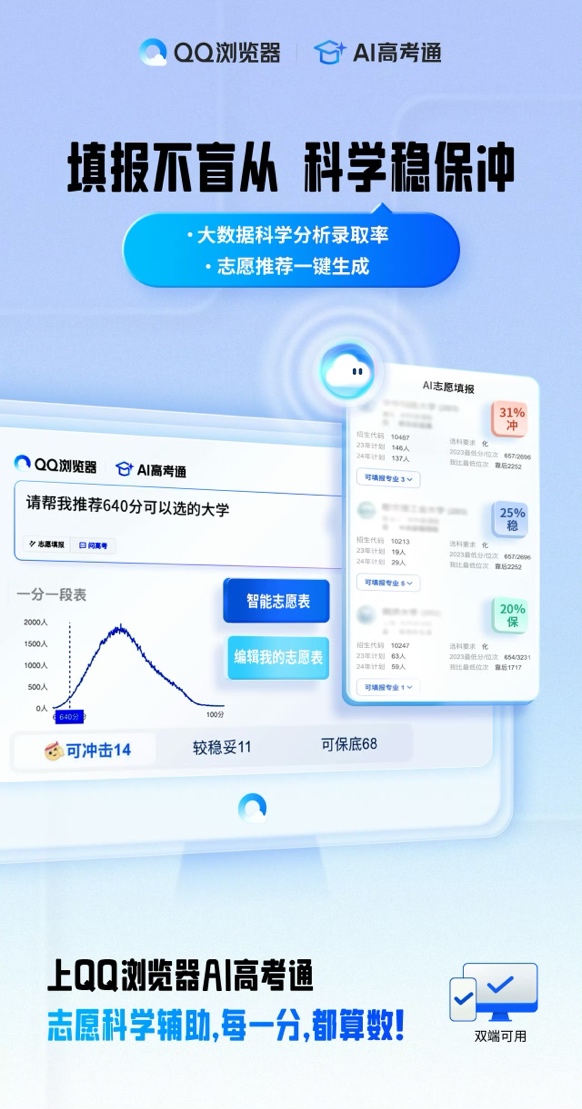 QQ浏览器 AI高考通
填报不盲从 科学稳保冲
·大数据科学分析录取率
·志愿推荐一键生成
QQ浏览器 AI高考通
请帮我推荐640分可以选的大学
志愿填报 问高考
一分一段表
2000人
1500人
1000人
500人
0人
640分 100分
智能志愿表
编辑我的志愿表
可冲击14 较稳妥11 可保底68
AI志愿填报
31%
冲
招生代码 10487 选科要求 化
23年计划 146人 2023最低分/位次 657/2696
24年计划 137人 我比最低位次 靠后2252
可填报专业 3
25%
稳
招生代码 10213 选科要求 化
23年计划 19人 2023最低分/位次 657/2696
24年计划 29人 我比最低位次 靠后2252
可填报专业 5
20%
保
招生代码 10247 选科要求 化
23年计划 63人 2023最低分/位次 654/3231
24年计划 59人 我比最低位次 靠后1717
可填报专业 1
上QQ浏览器AI高考通
志愿科学辅助,每一分,都算数!
双端可用